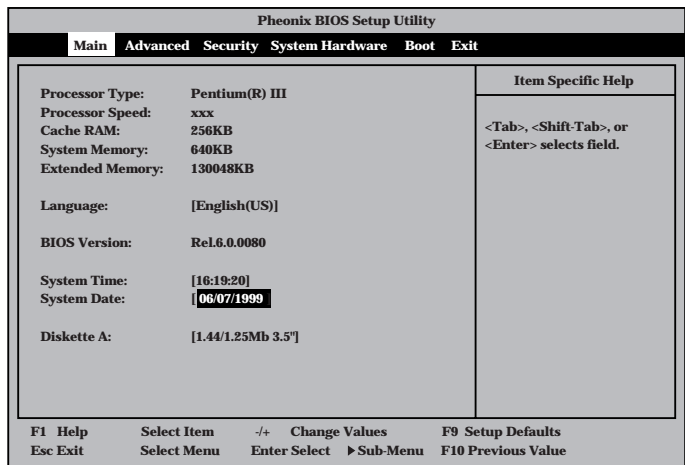 Pheonix BIOS Setup Utility
Main Advanced Security System Hardware Boot Exit
Item Specific Help
<Tab>, <Shift-Tab>, or
<Enter> selects field.
Processor Type: Pentium(R) III
Processor Speed: xxx
Cache RAM: 256KB
System Memory: 640KB
Extended Memory: 130048KB
Language: [English(US)]
BIOS Version: Rel.6.0.0080
System Time: [16:19:20]
System Date: [06/07/1999]
Diskette A: [1.44/1.25Mb 3.5"]
F1 Help Select Item -/+ Change Values F9 Setup Defaults
Esc Exit Select Menu Enter Select ▶Sub-Menu F10 Previous Value